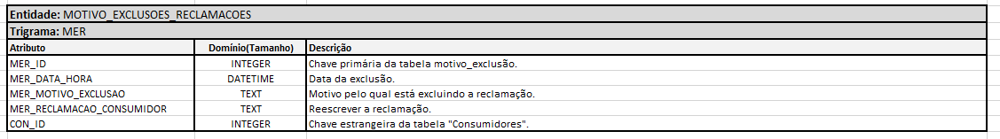 Entidade: MOTIVO_EXCLUSOES_RECLAMACOES
Trigrama: MER
Atributo Domínio(Tamanho) Descrição
MER_ID INTEGER Chave primária da tabela motivo_exclusão.
MER_DATA_HORA DATETIME Data da exclusão.
MER_MOTIVO_EXCLUSAO TEXT Motivo pelo qual está excluindo a reclamação.
MER_RECLAMACAO_CONSUMIDOR TEXT Reescrever a reclamação.
CON_ID INTEGER Chave estrangeira da tabela "Consumidores".